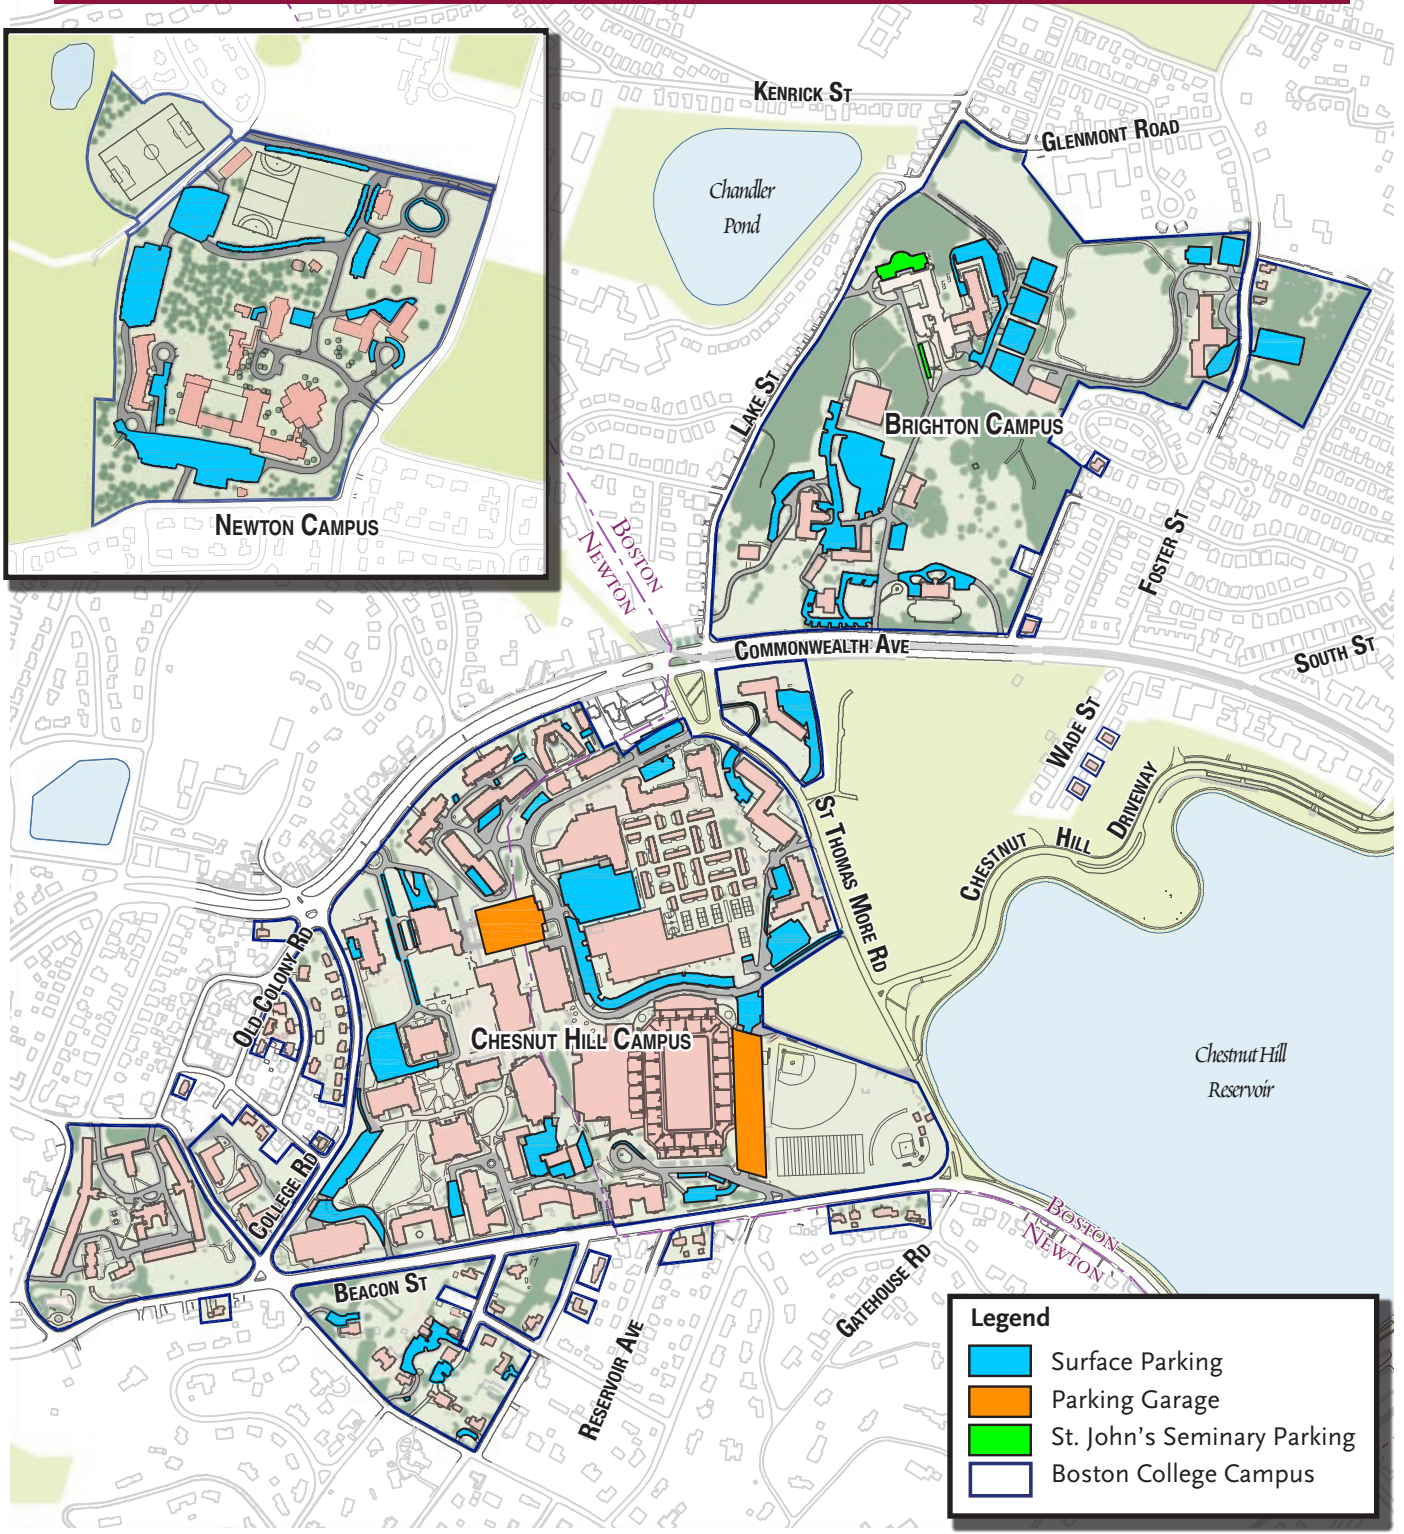 KENRICK ST
GLENMONT ROAD
Chandler
Pond
LAKE ST
BRIGHTON CAMPUS
NEWTON CAMPUS
BOSTON
NEWTON
FOSTER ST
COMMONWEALTH AVE
SOUTH ST
WADE ST
CHESTNUT HILL DRIVEWAY
ST THOMAS MORE RD
OLD COLONY RD
CHESNUT HILL CAMPUS
Chestnut Hill
Reservoir
COLLEGE RD
BEACON ST
BOSTON
NEWTON
GATEHOUSE RD
RESERVOIR AVE
Legend
Surface Parking
Parking Garage
St. John's Seminary Parking
Boston College Campus